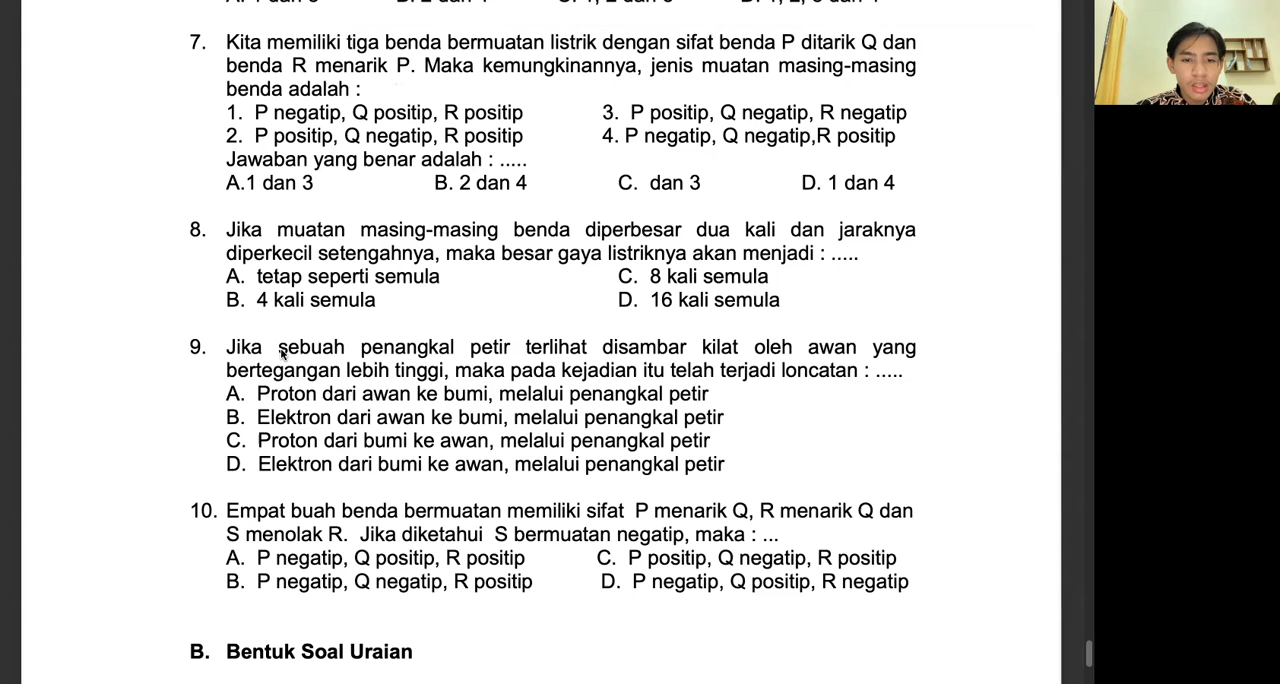 7. Kita memiliki tiga benda bermuatan listrik dengan sifat benda P ditarik Q dan
benda R menarik P. Maka kemungkinannya, jenis muatan masing-masing
benda adalah :
1. P negatip, Q positip, R positip 3. P positip, Q negatip, R negatip
2. P positip, Q negatip, R positip 4. P negatip, Q negatip,R positip
Jawaban yang benar adalah : .....
A.1 dan 3 B. 2 dan 4 C. dan 3 D. 1 dan 4
8. Jika muatan masing-masing benda diperbesar dua kali dan jaraknya
diperkecil setengahnya, maka besar gaya listriknya akan menjadi : .....
A. tetap seperti semula C. 8 kali semula
B. 4 kali semula D. 16 kali semula
9. Jika sebuah penangkal petir terlihat disambar kilat oleh awan yang
bertegangan lebih tinggi, maka pada kejadian itu telah terjadi loncatan : .....
A. Proton dari awan ke bumi, melalui penangkal petir
B. Elektron dari awan ke bumi, melalui penangkal petir
C. Proton dari bumi ke awan, melalui penangkal petir
D. Elektron dari bumi ke awan, melalui penangkal petir
10. Empat buah benda bermuatan memiliki sifat P menarik Q, R menarik Q dan
S menolak R. Jika diketahui S bermuatan negatip, maka : ...
A. P negatip, Q positip, R positip C. P positip, Q negatip, R positip
B. P negatip, Q negatip, R positip D. P negatip, Q positip, R negatip
B. Bentuk Soal Uraian